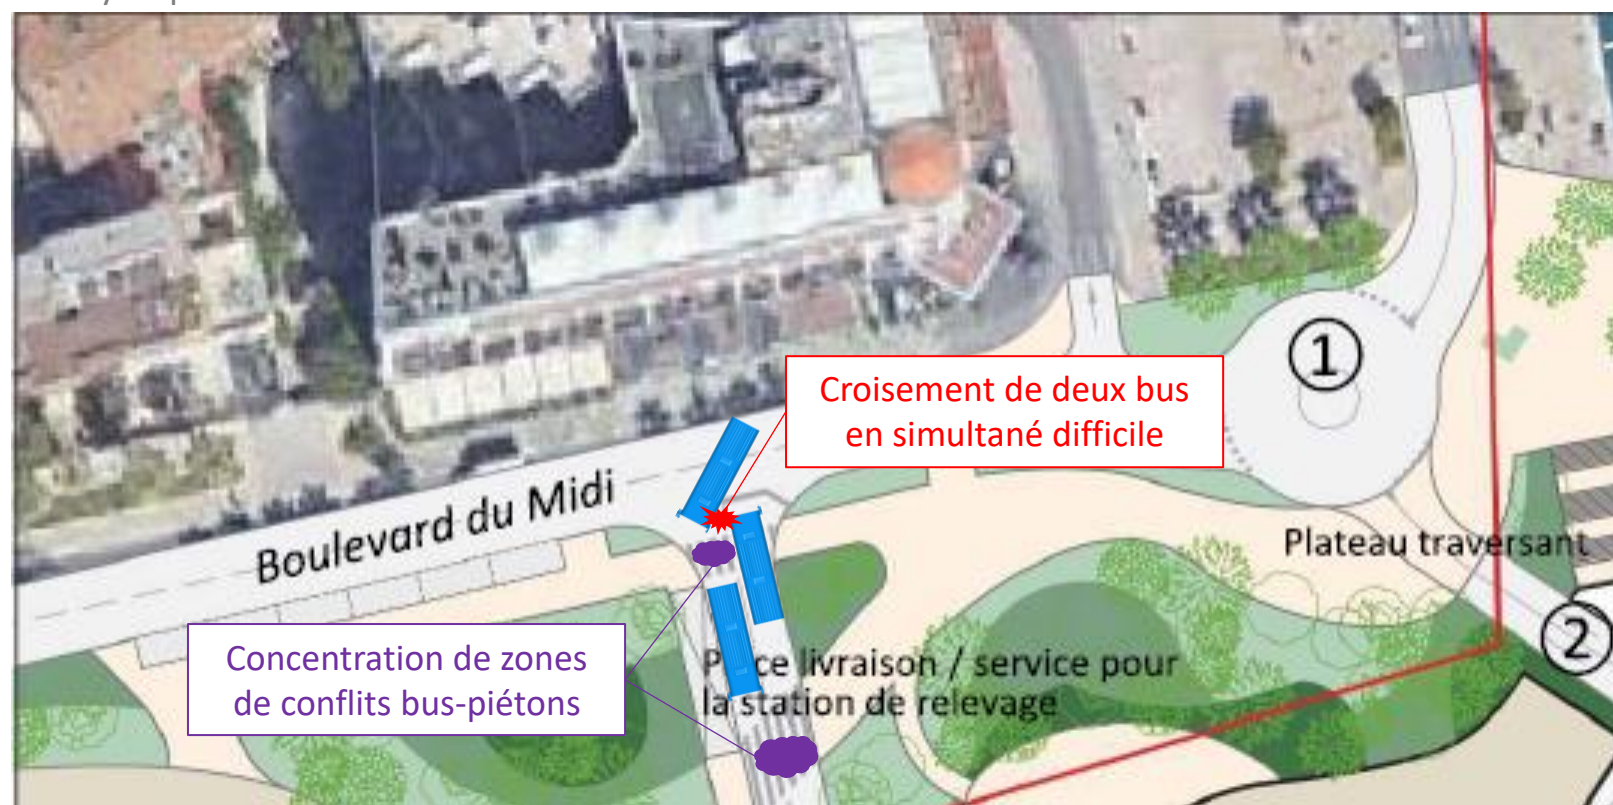 1
Croisement de deux bus
en simultané difficile
Boulevard du Midi
Plateau traversant
2
Concentration de zones
de conflits bus-piétons
Place livraison / service pour
la station de relevage